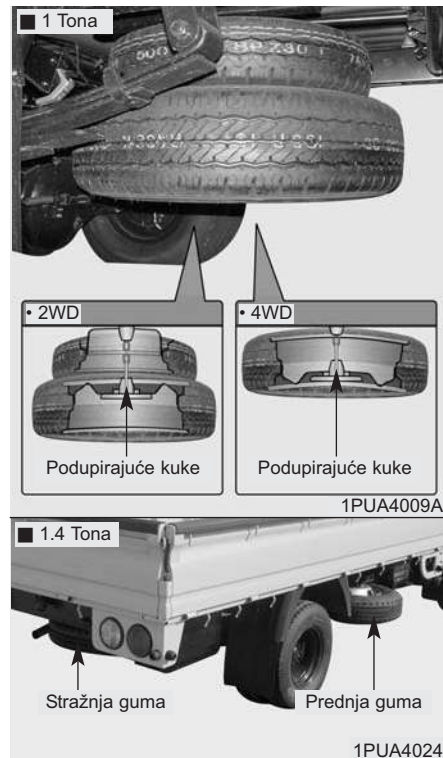 ■ 1 Tona
• 2WD
• 4WD
Podupirajuće kuke
Podupirajuće kuke
1PUA4009A
■ 1.4 Tona
Stražnja guma
Prednja guma
1PUA4024